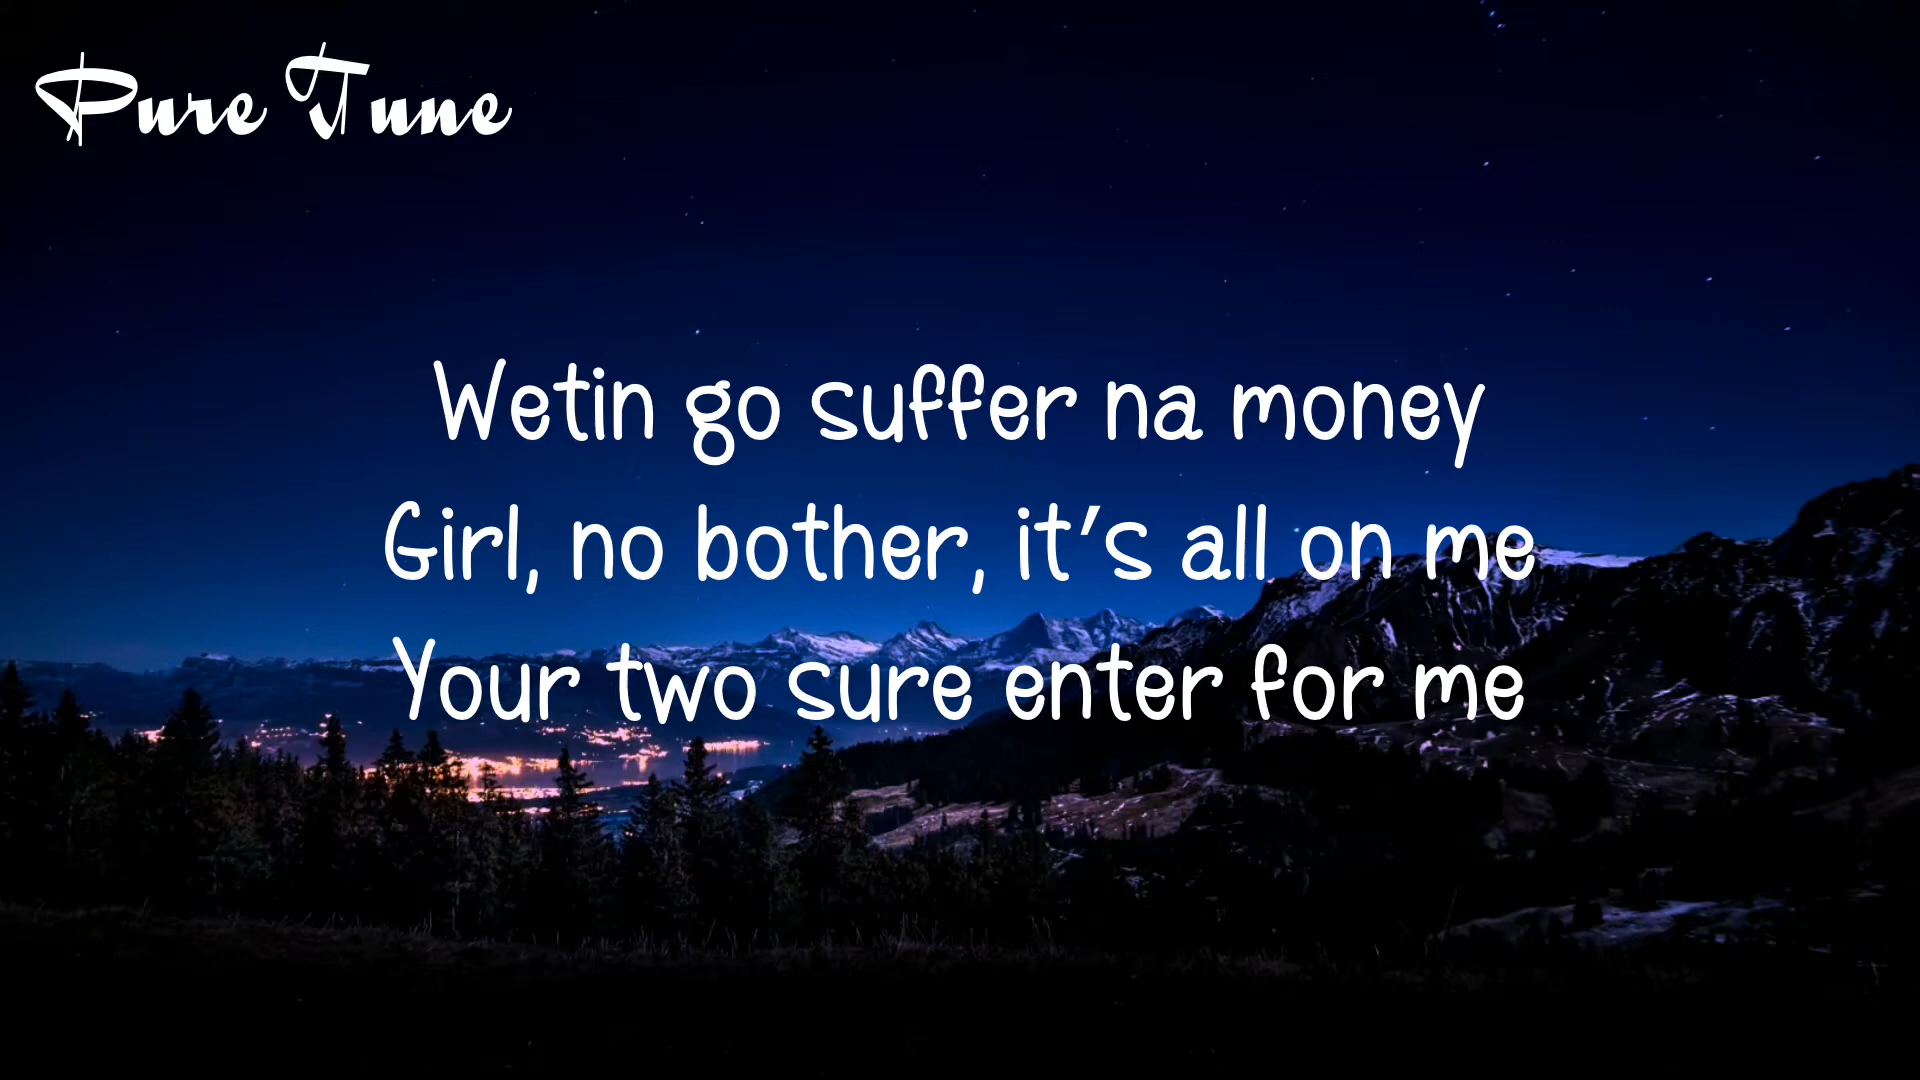 Pure Tune
Wetin go suffer na money
Girl, no bother, it's all on me
Your two sure enter for me